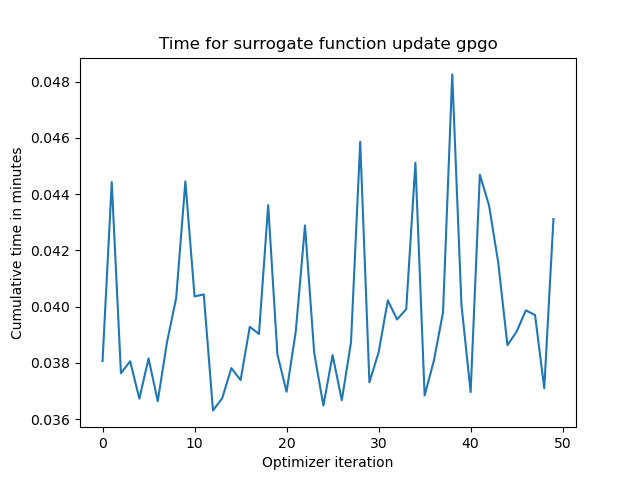 Time for surrogate function update gpgo
Cumulative time in minutes
0.048
0.046
0.044
0.042
0.040
0.038
0.036
0 10 20 30 40 50
Optimizer iteration